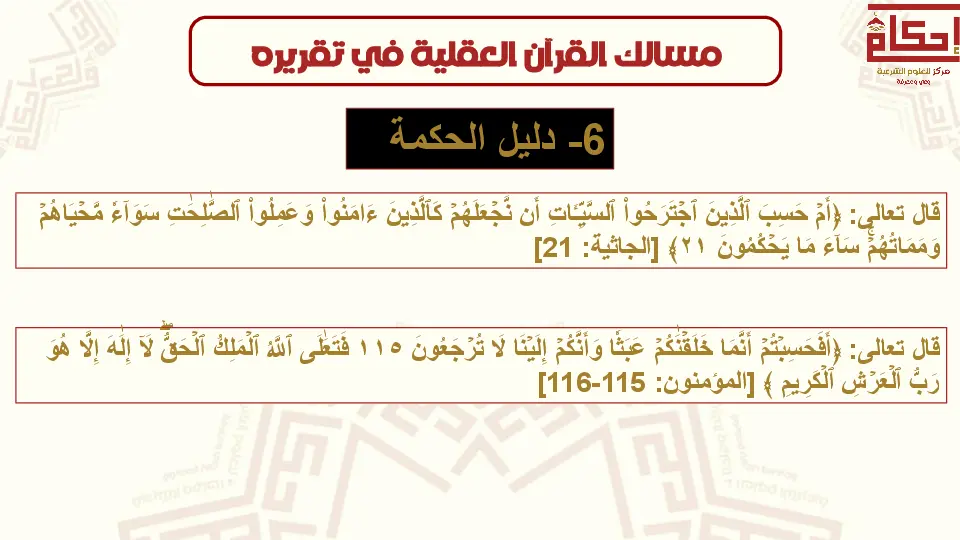 إحكام
مركز للعلوم الشرعية
وعي ومعرفة
مسالك القرآن العقلية في تقريره
6- دليل الحكمة
قال تعالى: ﴿أَمۡ حَسِبَ ٱلَّذِينَ ٱجۡتَرَحُواْ ٱلسَّيِّـَٔاتِ أَن نَّجۡعَلَهُمۡ كَٱلَّذِينَ ءَامَنُواْ وَعَمِلُواْ ٱلصَّٰلِحَٰتِ سَوَآءٗ مَّحۡيَاهُمۡ
وَمَمَاتُهُمۡۚ سَآءَ مَا يَحۡكُمُونَ ٢١﴾ [الجاثية: 21]
قال تعالى: ﴿أَفَحَسِبۡتُمۡ أَنَّمَا خَلَقۡنَٰكُمۡ عَبَثٗا وَأَنَّكُمۡ إِلَيۡنَا لَا تُرۡجَعُونَ ١١٥ فَتَعَٰلَى ٱللَّهُ ٱلۡمَلِكُ ٱلۡحَقُّۖ لَآ إِلَٰهَ إِلَّا هُوَ
رَبُّ ٱلۡعَرۡشِ ٱلۡكَرِيمِ ﴾ [المؤمنون: 115-116]